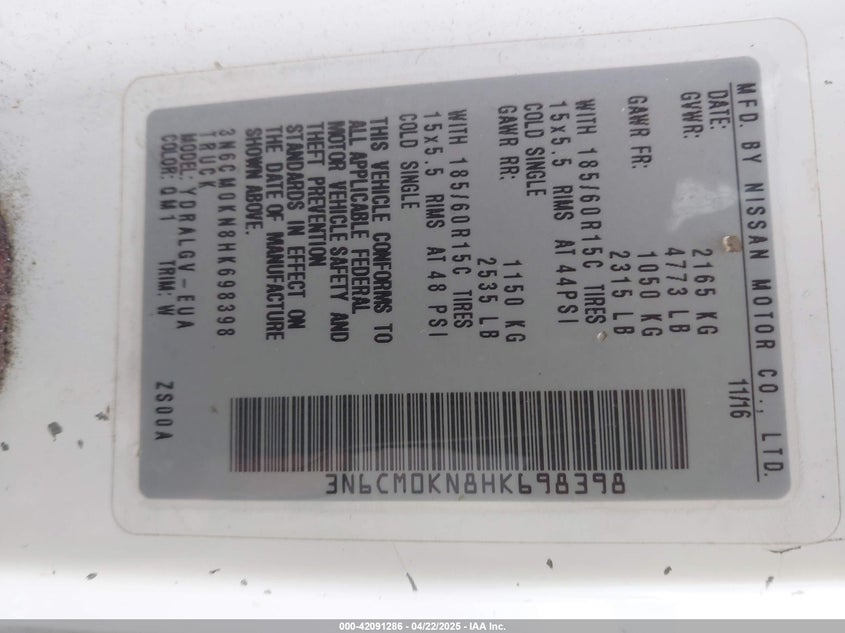 MFD. BY NISSAN MOTOR CO., LTD.
DATE: 11/16
GVWR: 2165 KG
4773 LB
GAWR FR: 1050 KG
2315 LB
WITH 185/60R15C TIRES
15x5.5 RIMS AT 44PSI
COLD SINGLE
GAWR RR: 1150 KG
2535 LB
WITH 185/60R15C TIRES
15x5.5 RIMS AT 48 PSI
COLD SINGLE
THIS VEHICLE CONFORMS TO
ALL APPLICABLE FEDERAL
MOTOR VEHICLE SAFETY AND
THEFT PREVENTION
STANDARDS IN EFFECT ON
THE DATE OF MANUFACTURE
SHOWN ABOVE.
3N6CM0KN8HK698398
TRUCK
MODEL: YDRALGV-EUA
COLOR: QM1 TRIM: W ZS00A
3N6CM0KN8HK698398
000-42091286 - 04/22/2025 - IAA Inc.